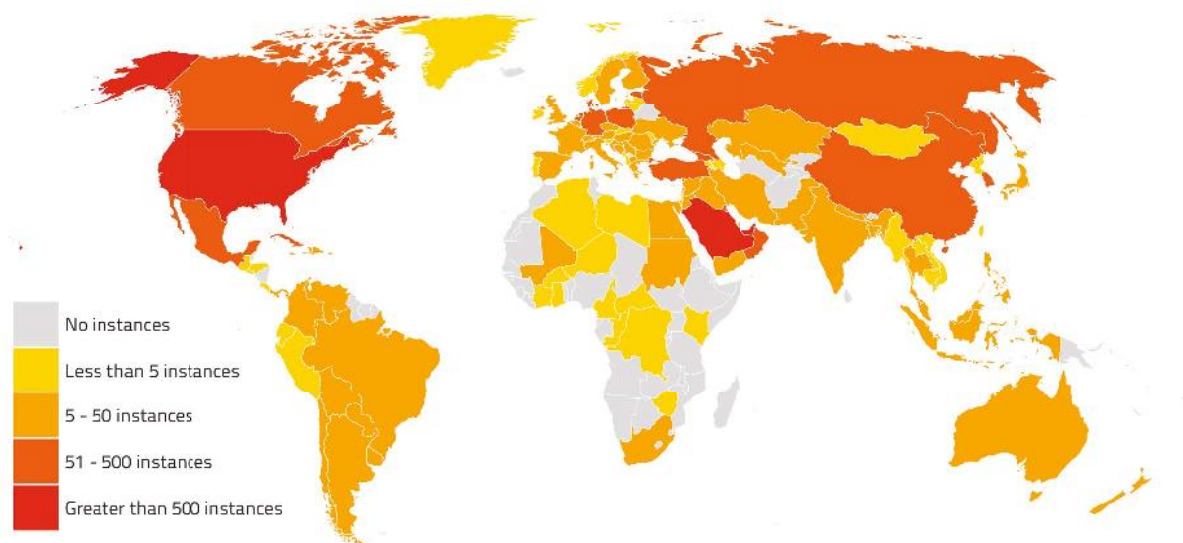 No instances
Less than 5 instances
5 - 50 instances
51 - 500 instances
Greater than 500 instances